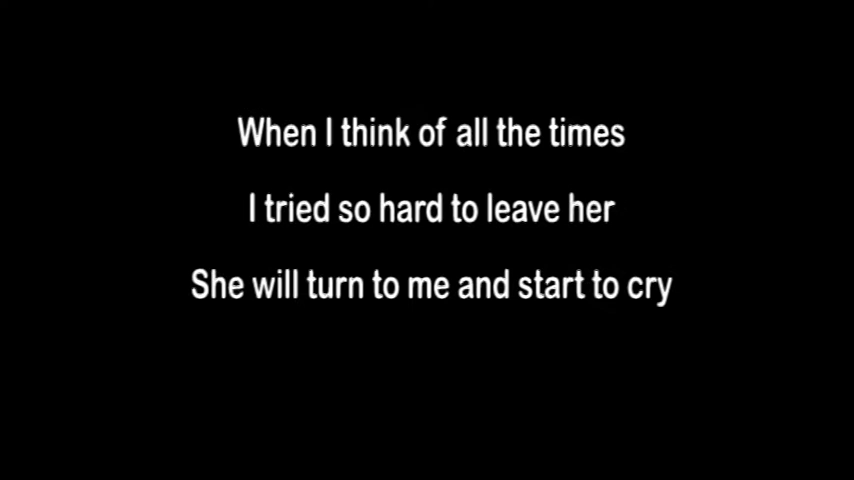 When I think of all the times
I tried so hard to leave her
She will turn to me and start to cry